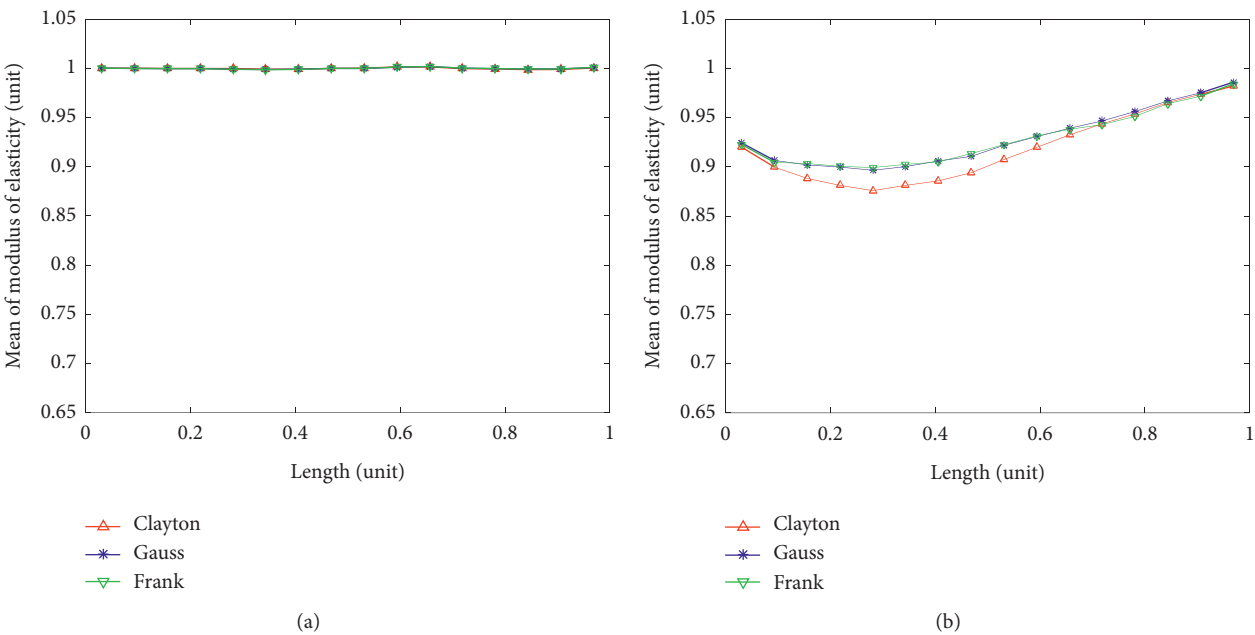 Mean of modulus of elasticity (unit)
1.05
1
0.95
0.9
0.85
0.8
0.75
0.7
0.65
0
0.2
0.4
0.6
0.8
1
Length (unit)
Clayton
Gauss
Frank
(a)
Mean of modulus of elasticity (unit)
1.05
1
0.95
0.9
0.85
0.8
0.75
0.7
0.65
0
0.2
0.4
0.6
0.8
1
Length (unit)
Clayton
Gauss
Frank
(b)